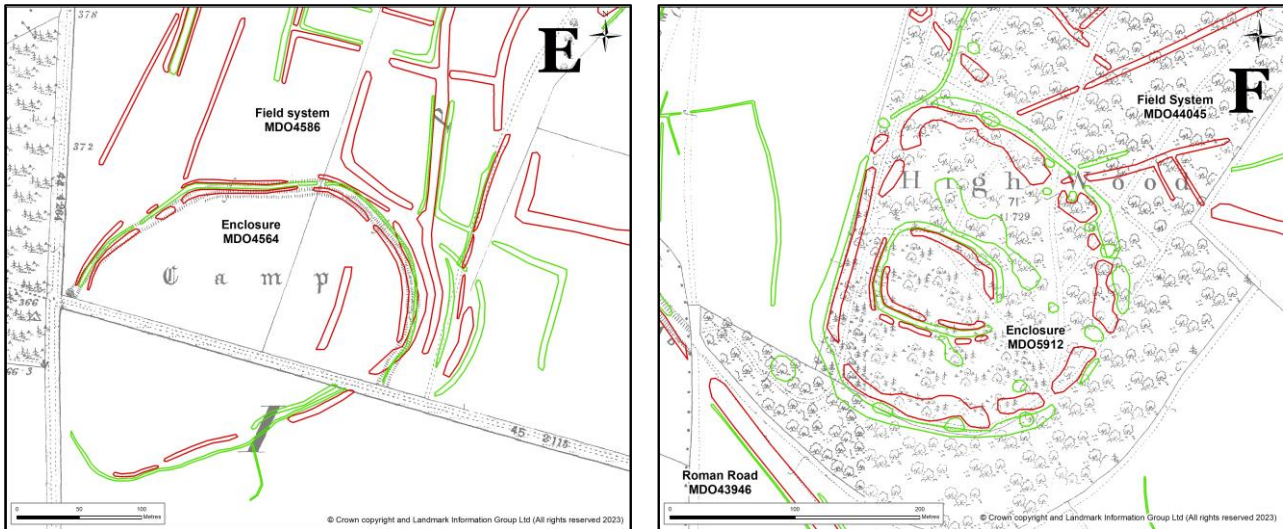 378
E
372
Field system
MDO4586
Enclosure
MDO4564
Camp
366
0 50 100
Metres
© Crown copyright and Landmark Information Group Ltd (All rights reserved 2023)
F
Field System
MDO44045
High Wood
71
11·729
Enclosure
MDO5912
Roman Road
MDO43946
0 100 200
Metres
© Crown copyright and Landmark Information Group Ltd (All rights reserved 2023)